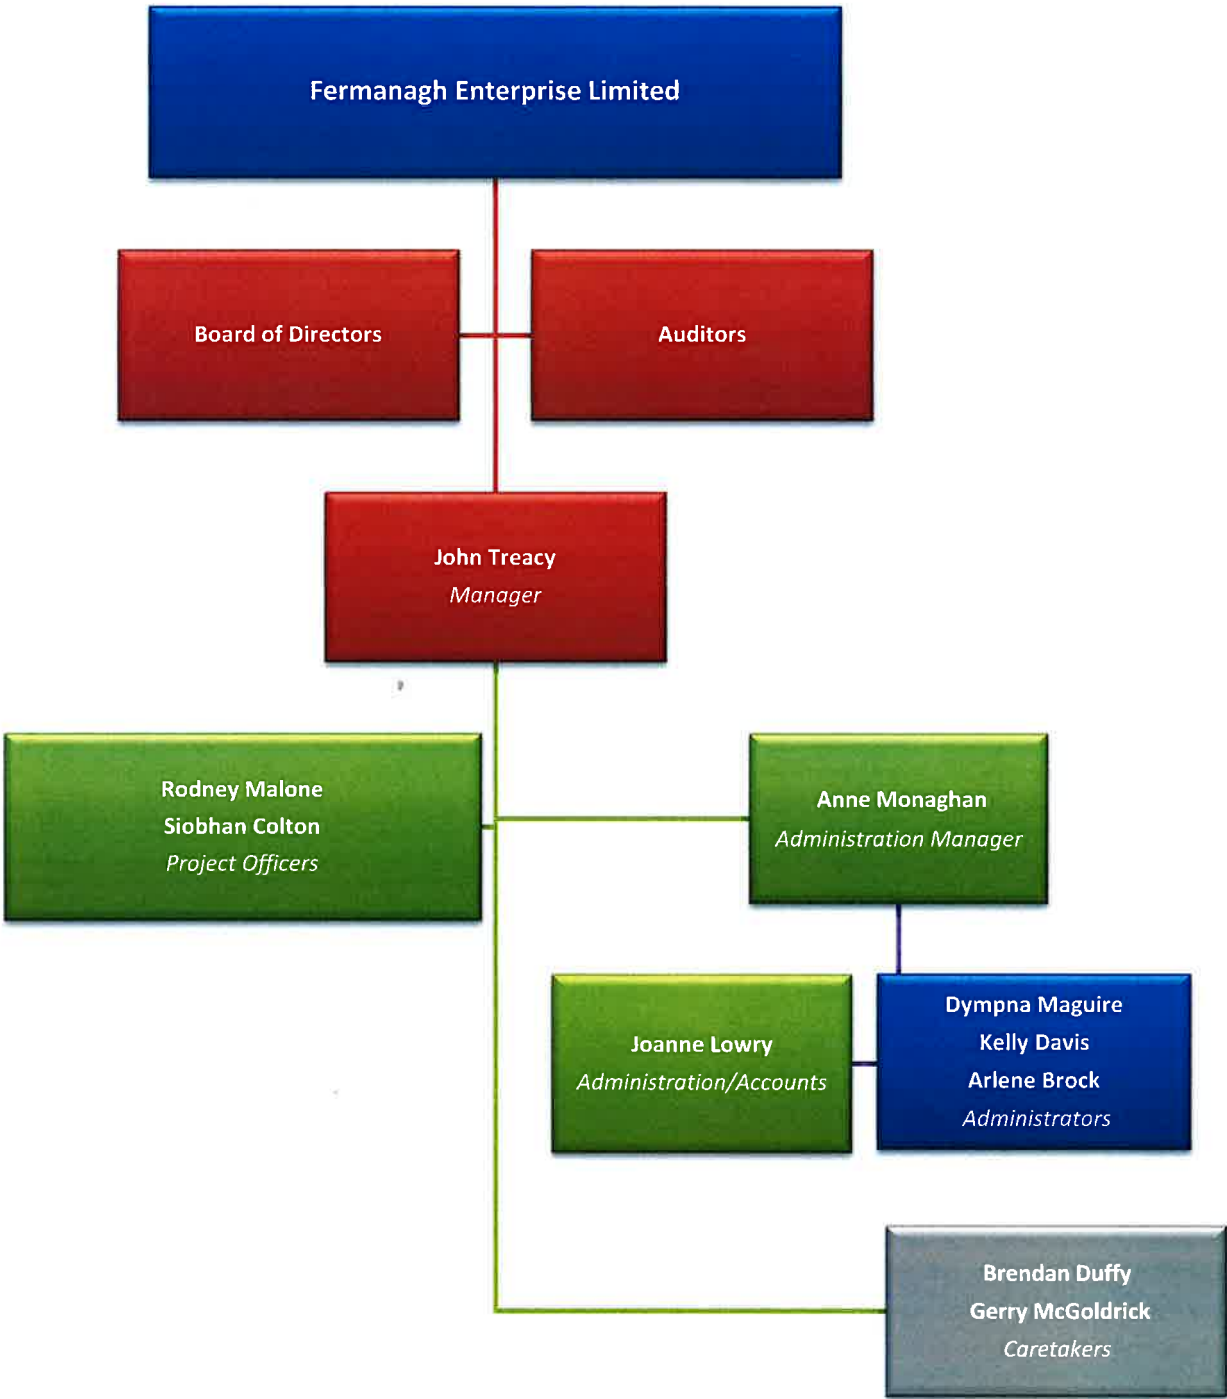 Fermanagh Enterprise Limited
Board of Directors
Auditors
John Treacy
Manager
Rodney Malone
Siobhan Colton
Project Officers
Anne Monaghan
Administration Manager
Joanne Lowry
Administration/Accounts
Dympna Maguire
Kelly Davis
Arlene Brock
Administrators
Brendan Duffy
Gerry McGoldrick
Caretakers